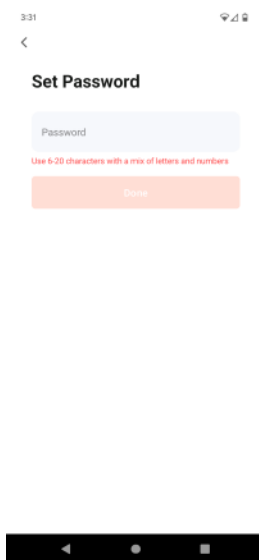 3:31
Set Password
Password
Use 6-20 characters with a mix of letters and numbers
Done